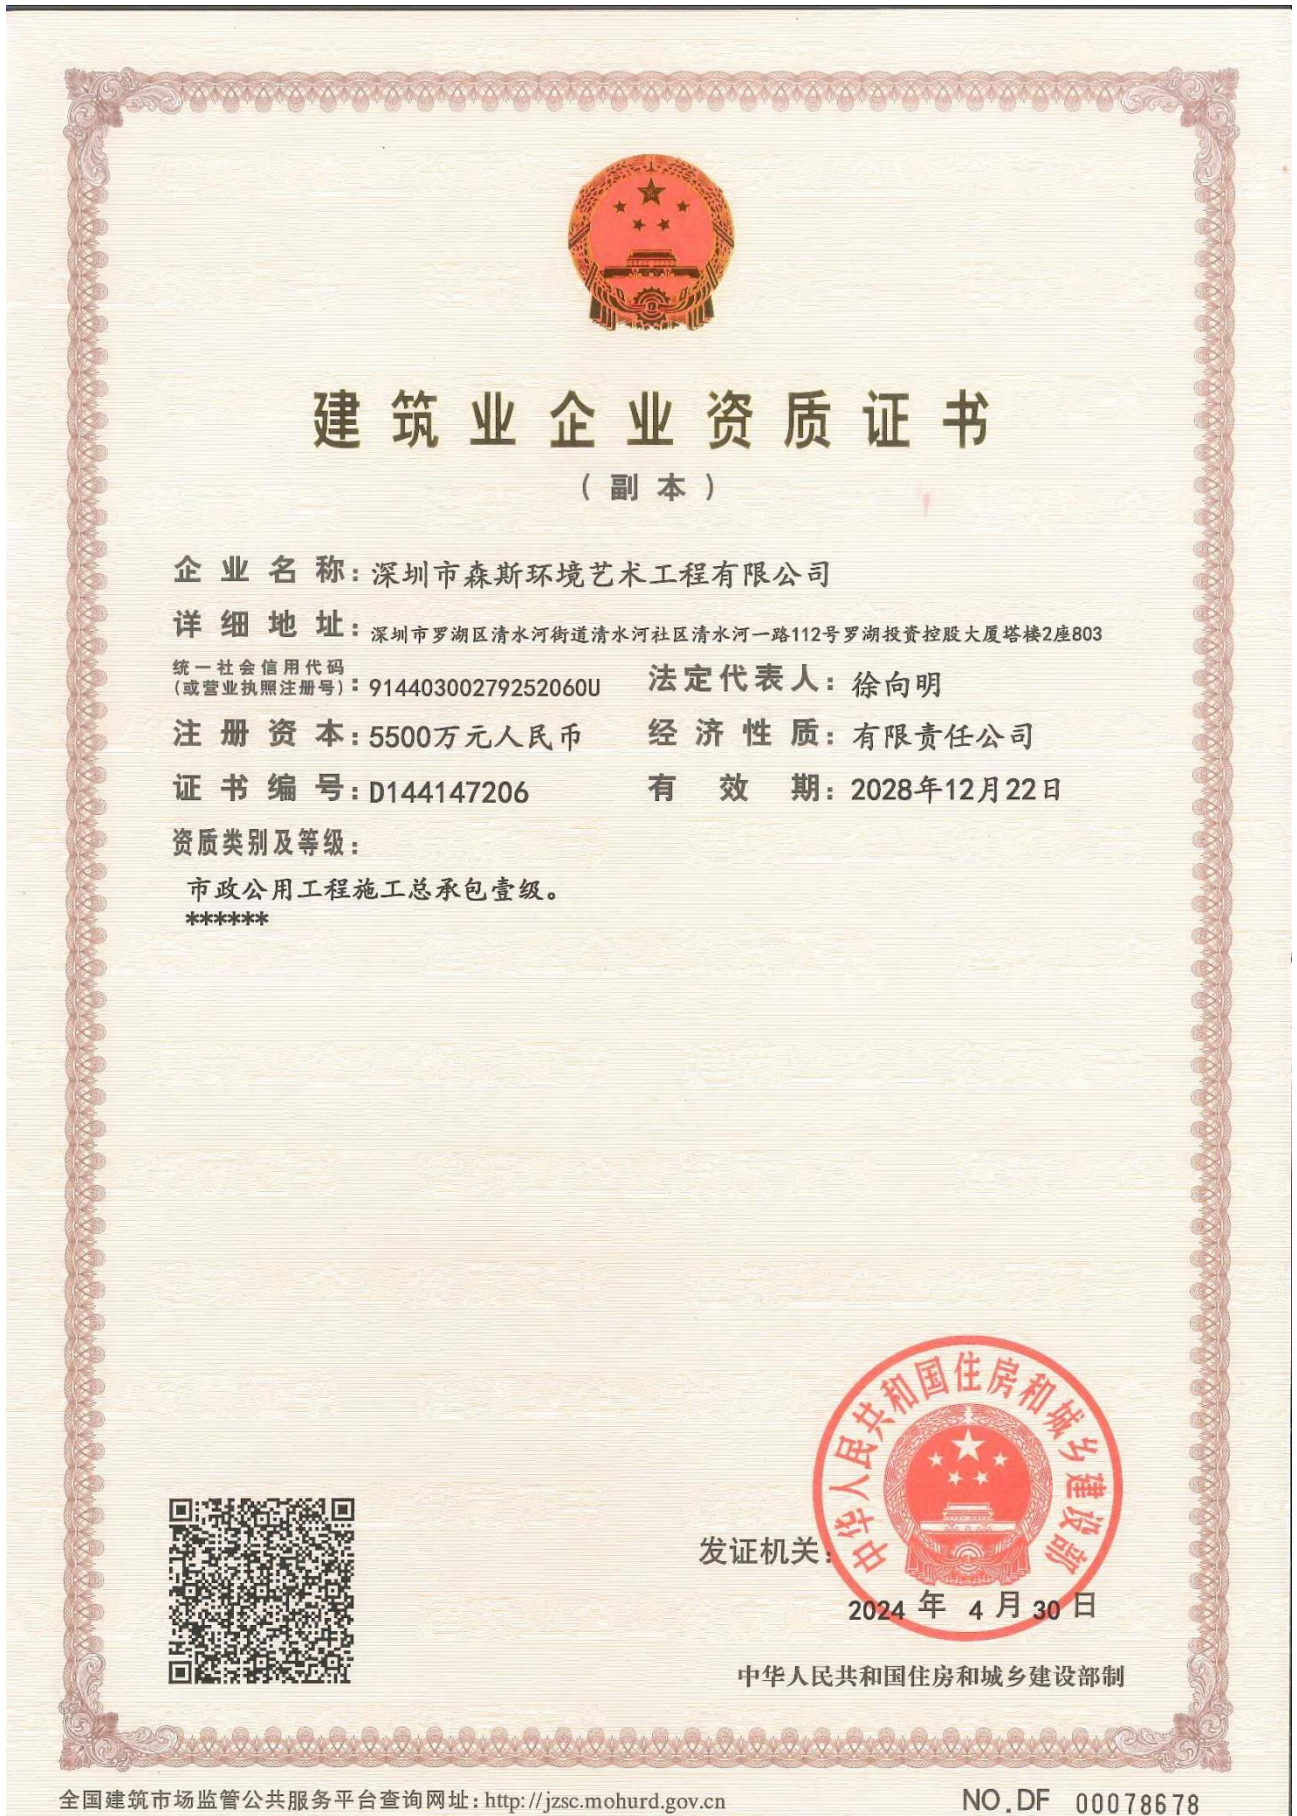 建筑业企业资质证书
（副本）
企业名称：深圳市森斯环境艺术工程有限公司
详细地址：深圳市罗湖区清水河街道清水河社区清水河一路112号罗湖投资控股大厦塔楼2座803
统一社会信用代码
(或营业执照注册号)：91440300279252060U 法定代表人：徐向明
注册资本：5500万元人民币 经济性质：有限责任公司
证书编号：D144147206 有效期：2028年12月22日
资质类别及等级：
市政公用工程施工总承包壹级。
******
中华人民共和国住房和城乡建设部
发证机关：
2024 年 4 月 30 日
中华人民共和国住房和城乡建设部制
全国建筑市场监管公共服务平台查询网址：http://jzsc.mohurd.gov.cn
NO.DF 00078678